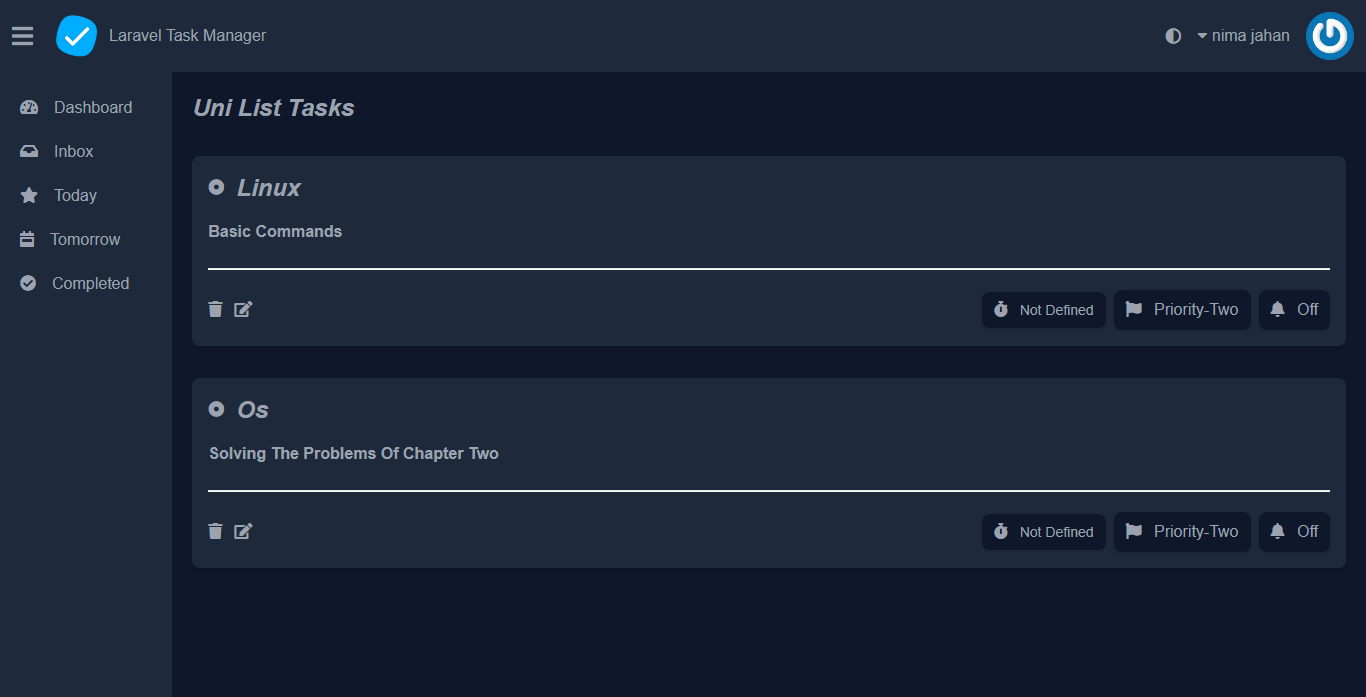 Laravel Task Manager
nima jahan
Dashboard
Inbox
Today
Tomorrow
Completed
Uni List Tasks
Linux
Basic Commands
Not Defined
Priority-Two
Off
Os
Solving The Problems Of Chapter Two
Not Defined
Priority-Two
Off